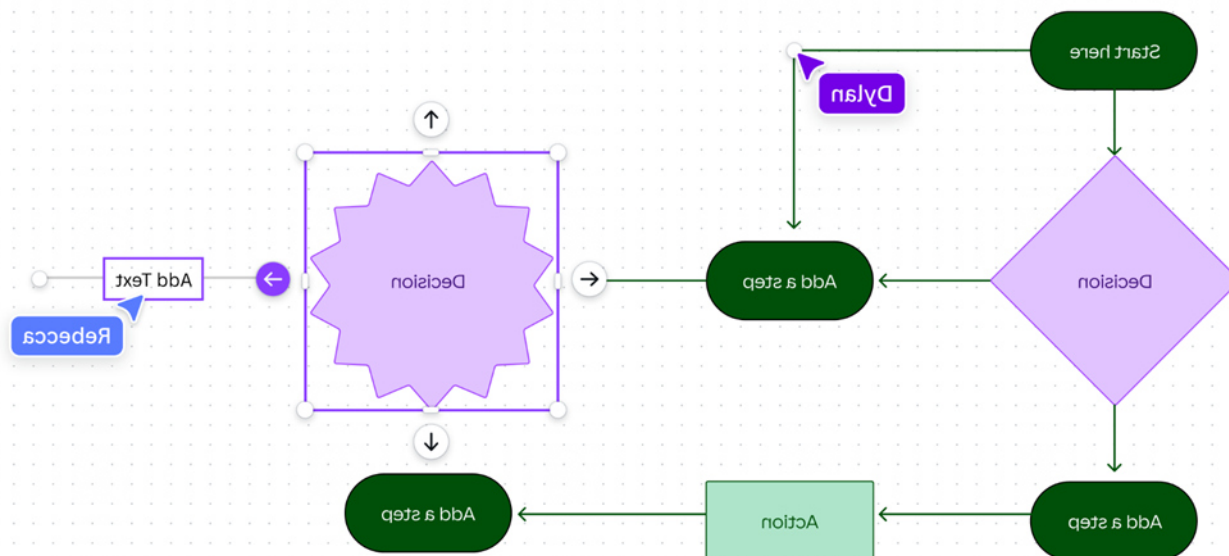 Start here
Dylan
Decision
Add a step
Decision
Add Text
Rebecca
Add a step
Action
Add a step